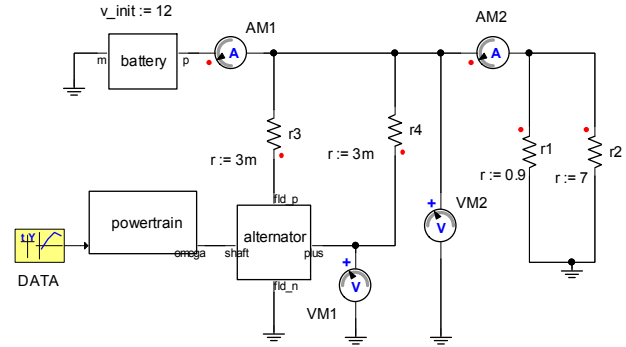 v_init := 12
AM1
AM2
m
battery
p
A
A
r3
r4
r1
r2
r := 3m
r := 3m
r := 0.9
r := 7
fld_p
powertrain
alternator
VM2
V
omega
shaft
plus
t Y
DATA
fld_n
V
VM1